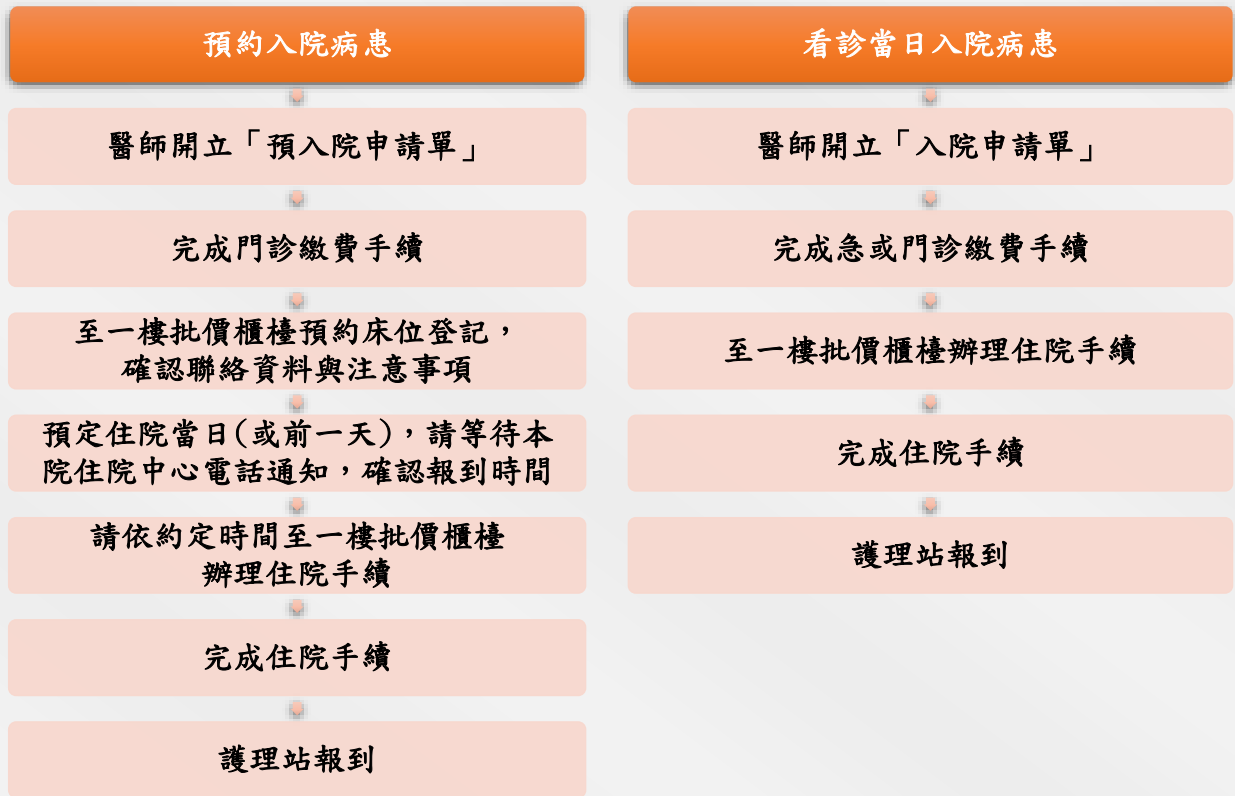 預約入院病患
醫師開立「預入院申請單」
完成門診繳費手續
至一樓批價櫃檯預約床位登記，
確認聯絡資料與注意事項
預定住院當日(或前一天)，請等待本
院住院中心電話通知，確認報到時間
請依約定時間至一樓批價櫃檯
辦理住院手續
完成住院手續
護理站報到
看診當日入院病患
醫師開立「入院申請單」
完成急或門診繳費手續
至一樓批價櫃檯辦理住院手續
完成住院手續
護理站報到